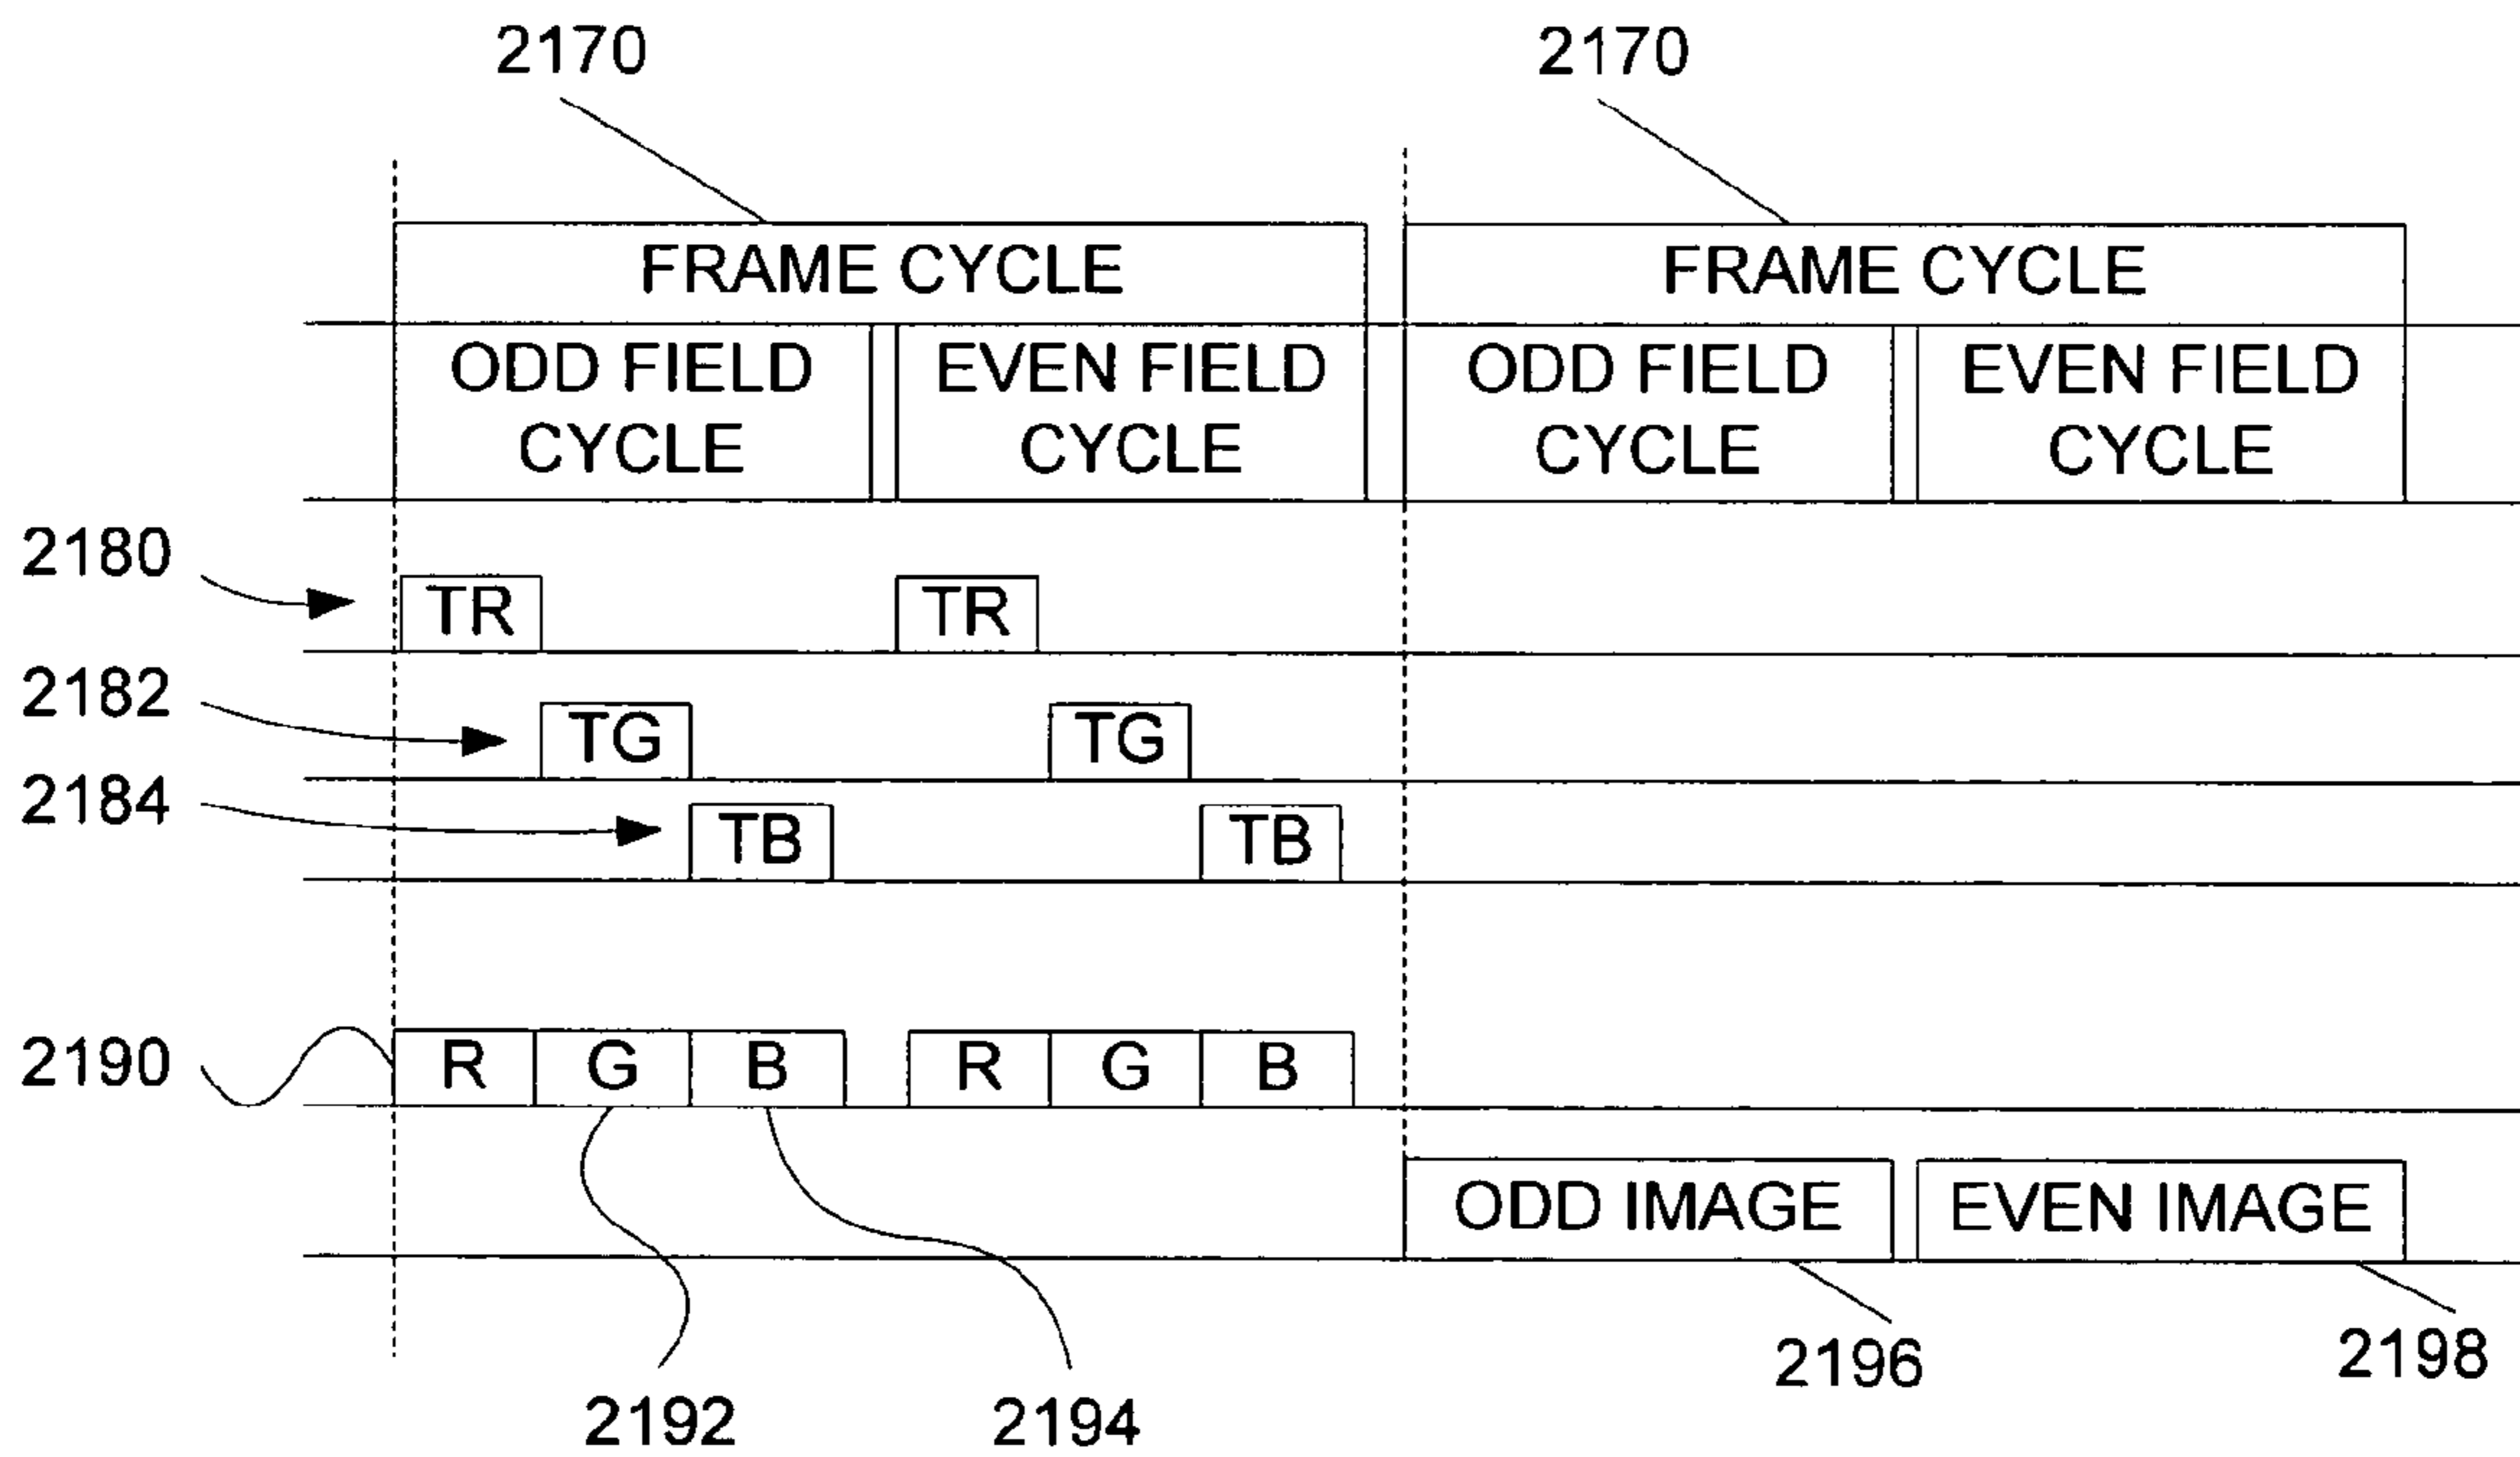 2170 2170
FRAME CYCLE FRAME CYCLE
ODD FIELD EVEN FIELD ODD FIELD EVEN FIELD
CYCLE CYCLE CYCLE CYCLE
2180
TR TR
2182
TG TG
2184
TB TB
2190 R G B R G B
ODD IMAGE EVEN IMAGE
2196 2198
2192 2194